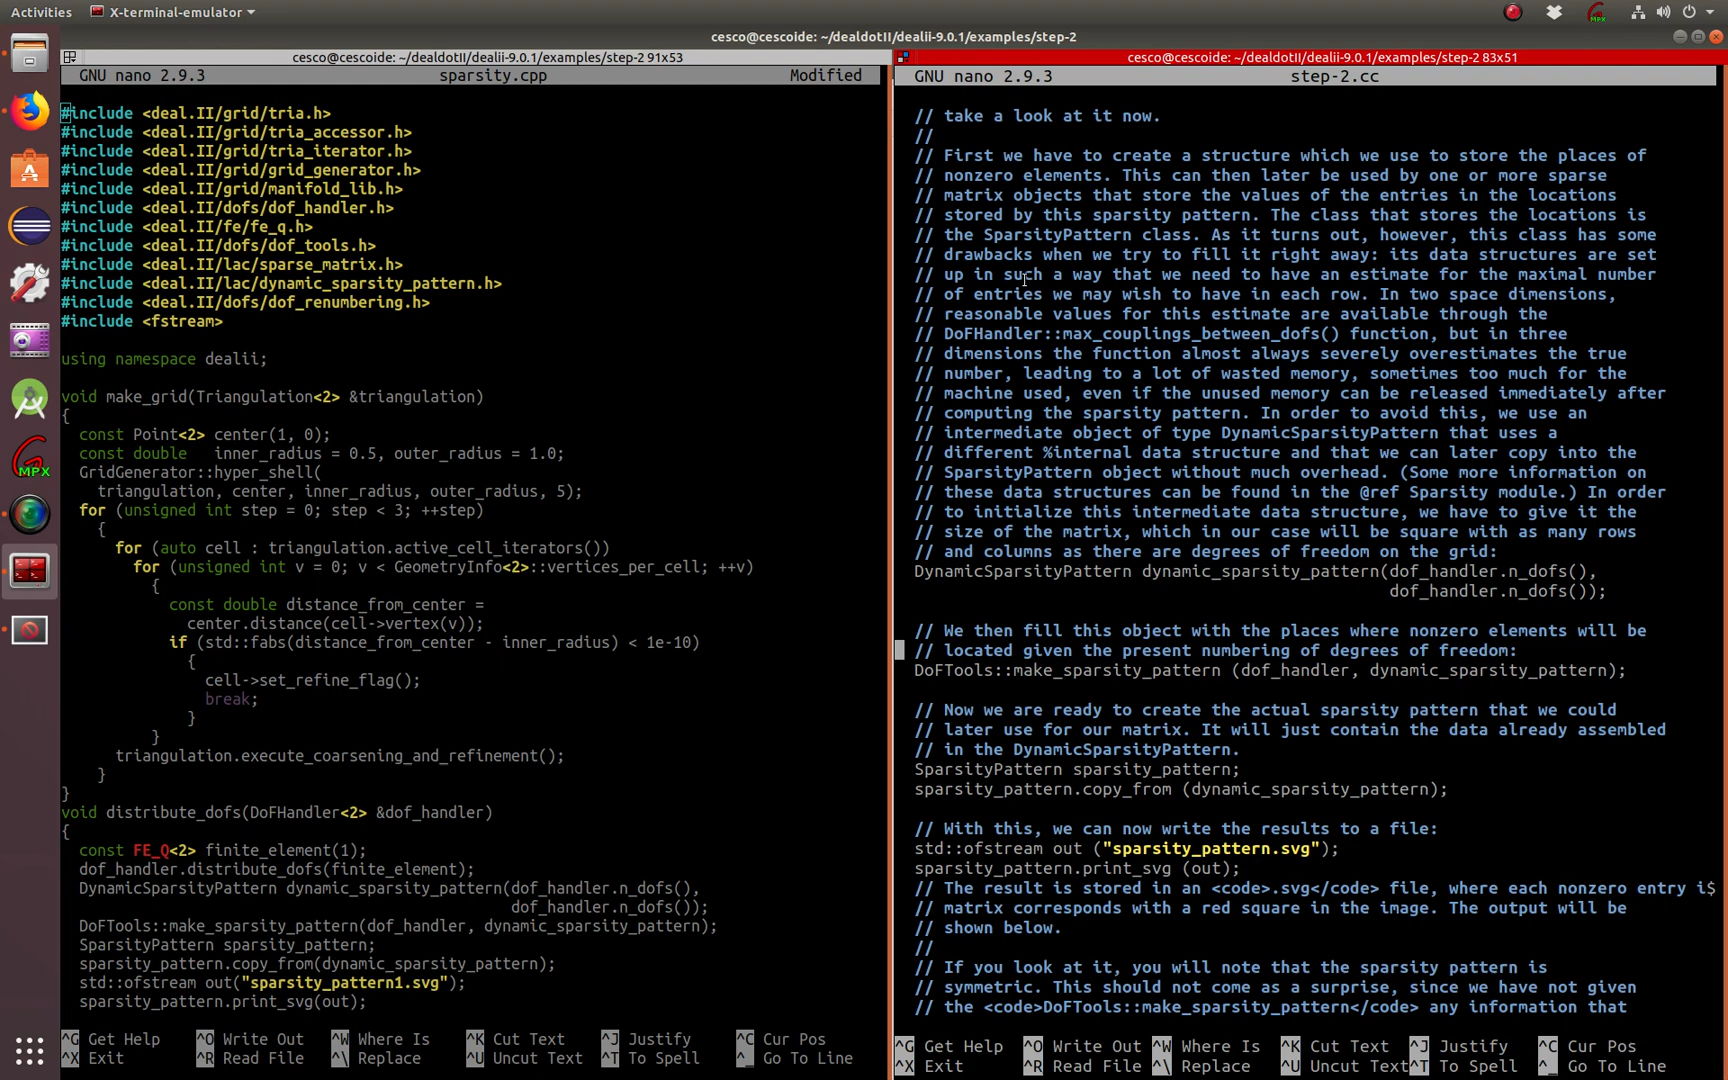 Activities X-terminal-emulator
cesco@cescoide: ~/dealdotII/dealii-9.0.1/examples/step-2
cesco@cescoide: ~/dealdotII/dealii-9.0.1/examples/step-2 91x53
GNU nano 2.9.3 sparsity.cpp Modified
#include <deal.II/grid/tria.h>
#include <deal.II/grid/tria_accessor.h>
#include <deal.II/grid/tria_iterator.h>
#include <deal.II/grid/grid_generator.h>
#include <deal.II/grid/manifold_lib.h>
#include <deal.II/dofs/dof_handler.h>
#include <deal.II/fe/fe_q.h>
#include <deal.II/dofs/dof_tools.h>
#include <deal.II/lac/sparse_matrix.h>
#include <deal.II/lac/dynamic_sparsity_pattern.h>
#include <deal.II/dofs/dof_renumbering.h>
#include <fstream>
using namespace dealii;
void make_grid(Triangulation<2> &triangulation)
{
const Point<2> center(1, 0);
const double inner_radius = 0.5, outer_radius = 1.0;
GridGenerator::hyper_shell(
triangulation, center, inner_radius, outer_radius, 5);
for (unsigned int step = 0; step < 3; ++step)
{
for (auto cell : triangulation.active_cell_iterators())
for (unsigned int v = 0; v < GeometryInfo<2>::vertices_per_cell; ++v)
{
const double distance_from_center =
center.distance(cell->vertex(v));
if (std::fabs(distance_from_center - inner_radius) < 1e-10)
{
cell->set_refine_flag();
break;
}
}
triangulation.execute_coarsening_and_refinement();
}
}
void distribute_dofs(DoFHandler<2> &dof_handler)
{
const FE_Q<2> finite_element(1);
dof_handler.distribute_dofs(finite_element);
DynamicSparsityPattern dynamic_sparsity_pattern(dof_handler.n_dofs(),
dof_handler.n_dofs());
DoFTools::make_sparsity_pattern(dof_handler, dynamic_sparsity_pattern);
SparsityPattern sparsity_pattern;
sparsity_pattern.copy_from(dynamic_sparsity_pattern);
std::ofstream out("sparsity_pattern1.svg");
sparsity_pattern.print_svg(out);
^G Get Help ^O Write Out ^W Where Is ^K Cut Text ^J Justify ^C Cur Pos
^X Exit ^R Read File ^\ Replace ^U Uncut Text ^T To Spell ^_ Go To Line
cesco@cescoide: ~/dealdotII/dealii-9.0.1/examples/step-2 83x51
GNU nano 2.9.3 step-2.cc
// take a look at it now.
//
// First we have to create a structure which we use to store the places of
// nonzero elements. This can then later be used by one or more sparse
// matrix objects that store the values of the entries in the locations
// stored by this sparsity pattern. The class that stores the locations is
// the SparsityPattern class. As it turns out, however, this class has some
// drawbacks when we try to fill it right away: its data structures are set
// up in such a way that we need to have an estimate for the maximal number
// of entries we may wish to have in each row. In two space dimensions,
// reasonable values for this estimate are available through the
// DoFHandler::max_couplings_between_dofs() function, but in three
// dimensions the function almost always severely overestimates the true
// number, leading to a lot of wasted memory, sometimes too much for the
// machine used, even if the unused memory can be released immediately after
// computing the sparsity pattern. In order to avoid this, we use an
// intermediate object of type DynamicSparsityPattern that uses a
// different %internal data structure and that we can later copy into the
// SparsityPattern object without much overhead. (Some more information on
// these data structures can be found in the @ref Sparsity module.) In order
// to initialize this intermediate data structure, we have to give it the
// size of the matrix, which in our case will be square with as many rows
// and columns as there are degrees of freedom on the grid:
DynamicSparsityPattern dynamic_sparsity_pattern(dof_handler.n_dofs(),
dof_handler.n_dofs());
// We then fill this object with the places where nonzero elements will be
// located given the present numbering of degrees of freedom:
DoFTools::make_sparsity_pattern (dof_handler, dynamic_sparsity_pattern);
// Now we are ready to create the actual sparsity pattern that we could
// later use for our matrix. It will just contain the data already assembled
// in the DynamicSparsityPattern.
SparsityPattern sparsity_pattern;
sparsity_pattern.copy_from (dynamic_sparsity_pattern);
// With this, we can now write the results to a file:
std::ofstream out ("sparsity_pattern.svg");
sparsity_pattern.print_svg (out);
// The result is stored in an <code>.svg</code> file, where each nonzero entry i$
// matrix corresponds with a red square in the image. The output will be
// shown below.
//
// If you look at it, you will note that the sparsity pattern is
// symmetric. This should not come as a surprise, since we have not given
// the <code>DoFTools::make_sparsity_pattern</code> any information that
^G Get Help ^O Write Out ^W Where Is ^K Cut Text ^J Justify ^C Cur Pos
^X Exit ^R Read File ^\ Replace ^U Uncut Text ^T To Spell ^_ Go To Line
MPX
MPX